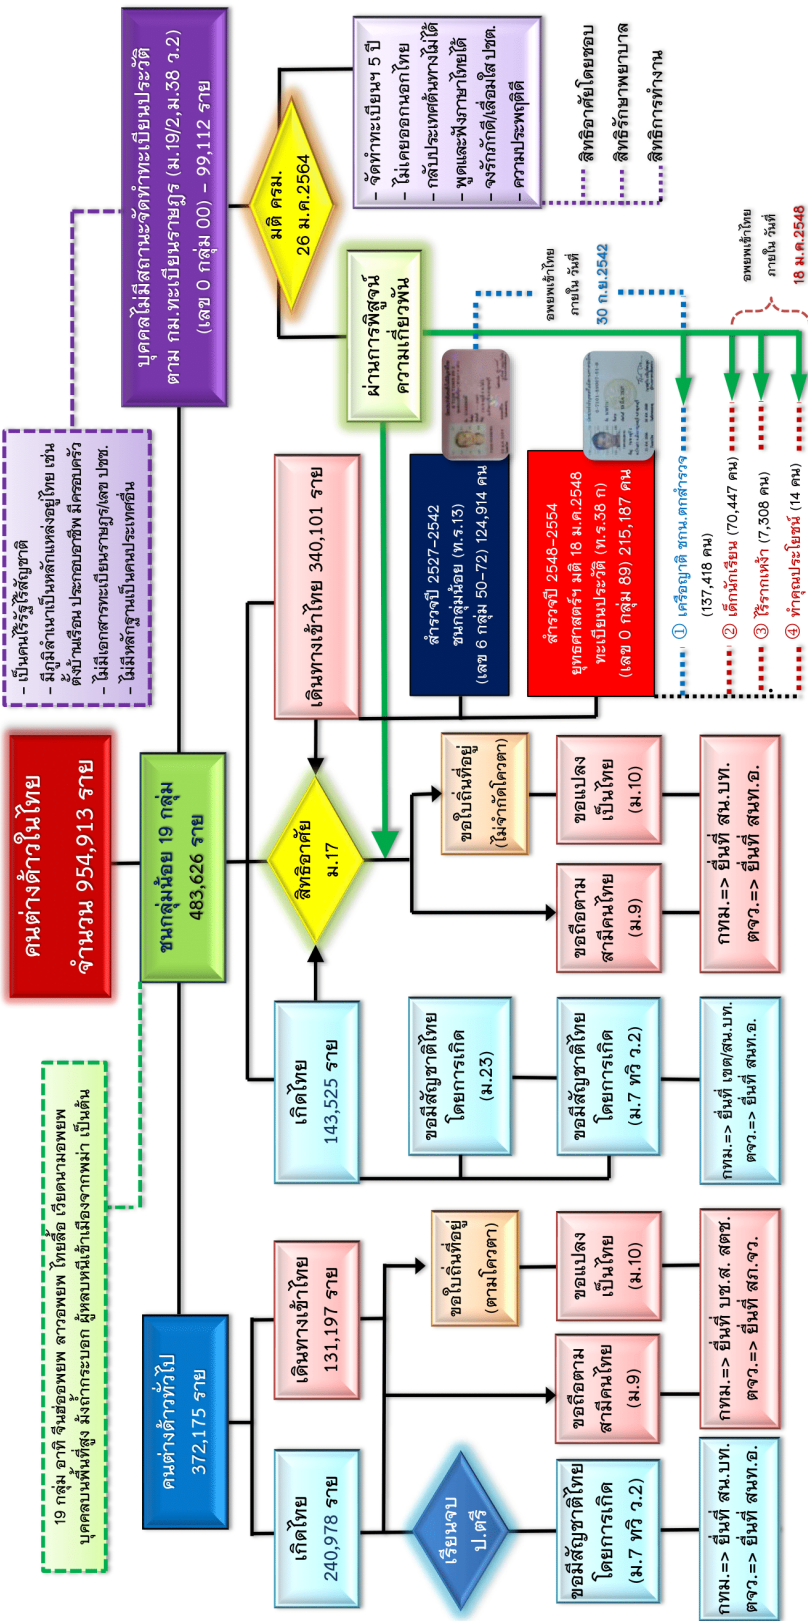 คนต่างด้าวในไทย
จำนวน 954,913 ราย
19 กลุ่ม อาทิ จีนฮ่ออพยพ ลาวอพยพ ไทยลื้อ เวียดนามอพยพ
บุคคลบนพื้นที่สูง ม้งถ้ำกระบอก ผู้หลบหนีเข้าเมืองจากพม่า เป็นต้น
- เป็นคนไร้รัฐไร้สัญชาติ
- มีภูมิลำเนาเป็นหลักแหล่งอยู่ไทย เช่น
ตั้งบ้านเรือน ประกอบอาชีพ มีครอบครัว
- ไม่มีเอกสารทะเบียนราษฎร/เลข ปชช.
- ไม่มีหลักฐานเป็นคนประเทศอื่น
คนต่างด้าวทั่วไป
372,175 ราย
ชนกลุ่มน้อย 19 กลุ่ม
483,626 ราย
บุคคลไม่มีสถานะจัดทำทะเบียนประวัติ
ตาม กม.ทะเบียนราษฎร (ม.19/2,ม.38 ว.2)
(เลข 0 กลุ่ม 00) – 99,112 ราย
เกิดไทย
240,978 ราย
เดินทางเข้าไทย
131,197 ราย
เกิดไทย
143,525 ราย
สิทธิอาศัย
ม.17
เดินทางเข้าไทย 340,101 ราย
มติ ครม.
26 ม.ค.2564
ผ่านการพิสูจน์
ความเกี่ยวพัน
- จัดทำทะเบียนฯ 5 ปี
- ไม่เคยออกนอกไทย
- กลับประเทศต้นทางไม่ได้
- พูดและฟังภาษาไทยได้
- จงรักภักดี/เลื่อมใส ปชต.
- ความประพฤติดี
สิทธิอาศัยโดยชอบ
สิทธิรักษาพยาบาล
สิทธิการทำงาน
เรียนจบ
ป.ตรี
ขอใบถิ่นที่อยู่
(ตามโควตา)
ขอมีสัญชาติไทย
โดยการเกิด
(ม.23)
ขอใบถิ่นที่อยู่
(ไม่จำกัดโควตา)
สำรวจปี 2527–2542
ชนกลุ่มน้อย (ท.ร.13)
(เลข 6 กลุ่ม 50–72) 124,914 คน
อพยพเข้าไทย
ภายใน วันที่
30 ก.ย.2542
สำรวจปี 2548–2554
ยุทธศาสตร์ฯ มติ 18 ม.ค.2548
ทะเบียนประวัติ (ท.ร.38 ก)
(เลข 0 กลุ่ม 89) 215,187 คน
ขอมีสัญชาติไทย
โดยการเกิด
(ม.7 ทวิ ว.2)
ขอถือตาม
สามีคนไทย
(ม.9)
ขอแปลง
เป็นไทย
(ม.10)
ขอมีสัญชาติไทย
โดยการเกิด
(ม.7 ทวิ ว.2)
ขอถือตาม
สามีคนไทย
(ม.9)
ขอแปลง
เป็นไทย
(ม.10)
① เครือญาติ ชกน.ตกสำรวจ
(137,418 คน)
② เด็กนักเรียน (70,447 คน)
③ ไร้รากเหง้า (7,308 คน)
④ ทำคุณประโยชน์ (14 คน)
อพยพเข้าไทย
ภายใน วันที่
18 ม.ค.2548
กทม.=> ยื่นที่ สน.บท.
ตจว.=> ยื่นที่ สนท.อ.
กทม.=> ยื่นที่ บช.ส. สตช.
ตจว.=> ยื่นที่ สภ.จว.
กทม.=> ยื่นที่ เขต/สน.บท.
ตจว.=> ยื่นที่ สนท.อ.
กทม.=> ยื่นที่ สน.บท.
ตจว.=> ยื่นที่ สนท.อ.